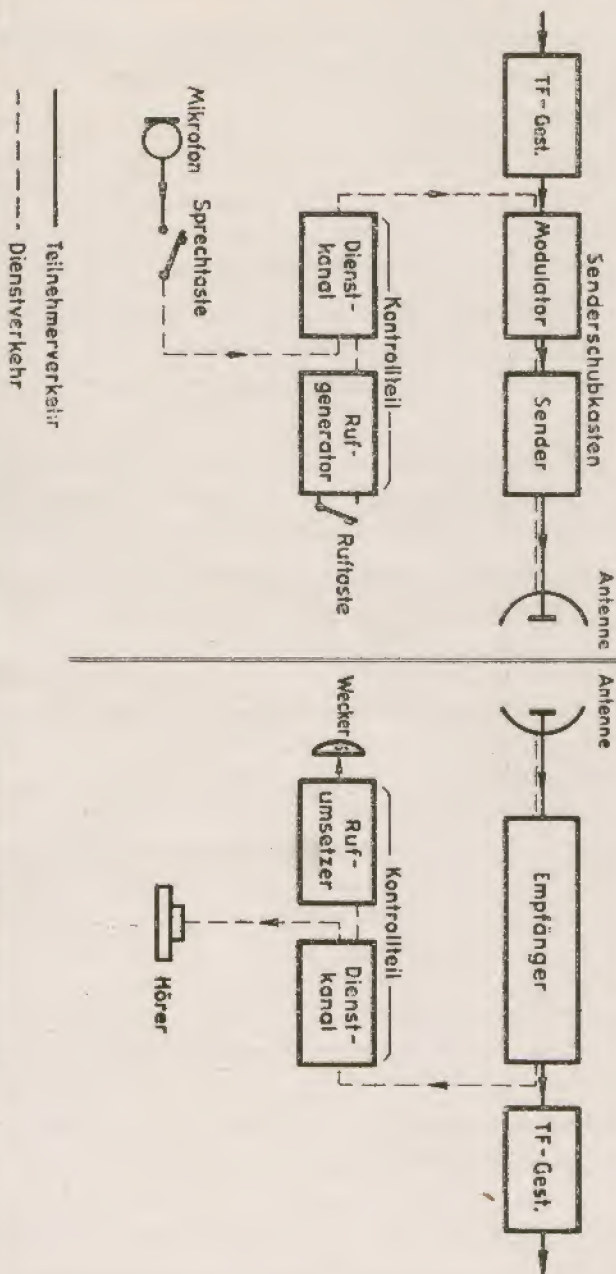 Senderschubkasten
Antenne
Antenne
TF-Gest.
Modulator
Sender
Empfänger
TF-Gest.
Kontrollteil
Dienst-
kanal
Ruf-
generator
Ruftaste
Wecker
Kontrollteil
Ruf-
umsetzer
Dienst-
kanal
Mikrofon
Sprechtaste
Hörer
Teilnehmerverkehr
Dienstverkehr